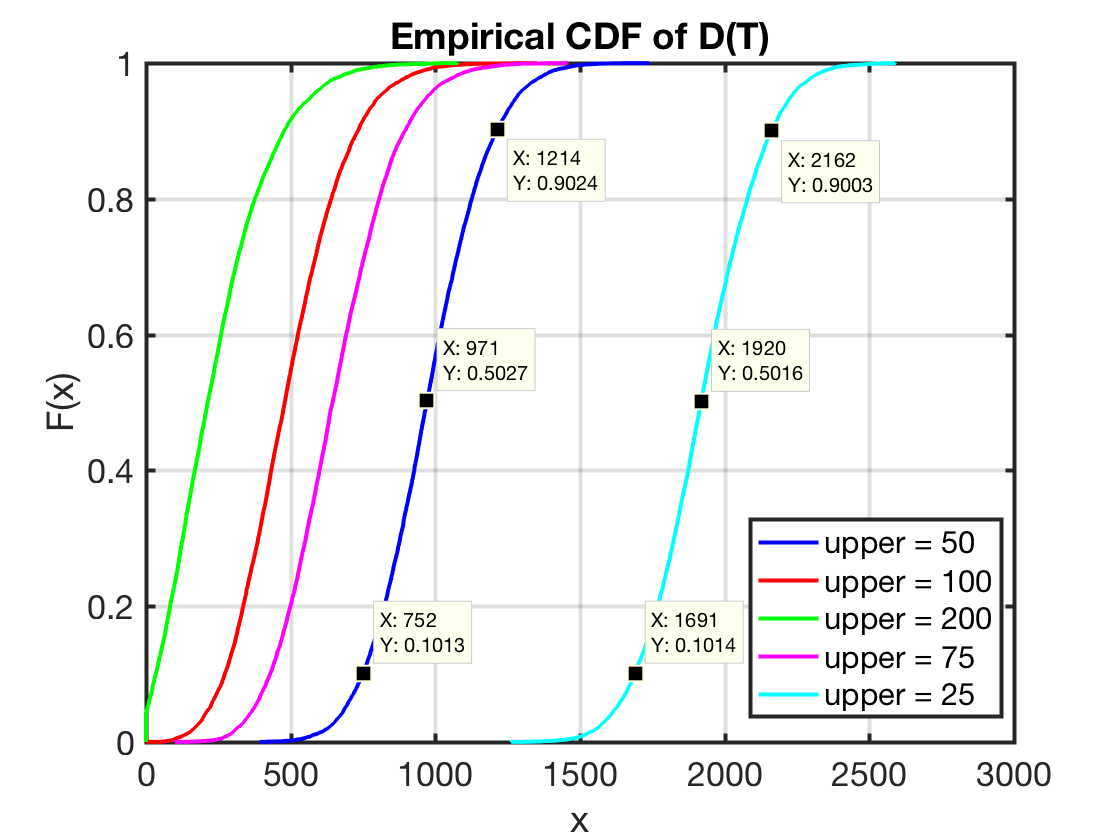 Empirical CDF of D(T)
1
0.8
0.6
0.4
0.2
0
F(x)
X: 1214
Y: 0.9024
X: 2162
Y: 0.9003
X: 971
Y: 0.5027
X: 1920
Y: 0.5016
X: 752
Y: 0.1013
X: 1691
Y: 0.1014
upper = 50
upper = 100
upper = 200
upper = 75
upper = 25
0 500 1000 1500 2000 2500 3000
x